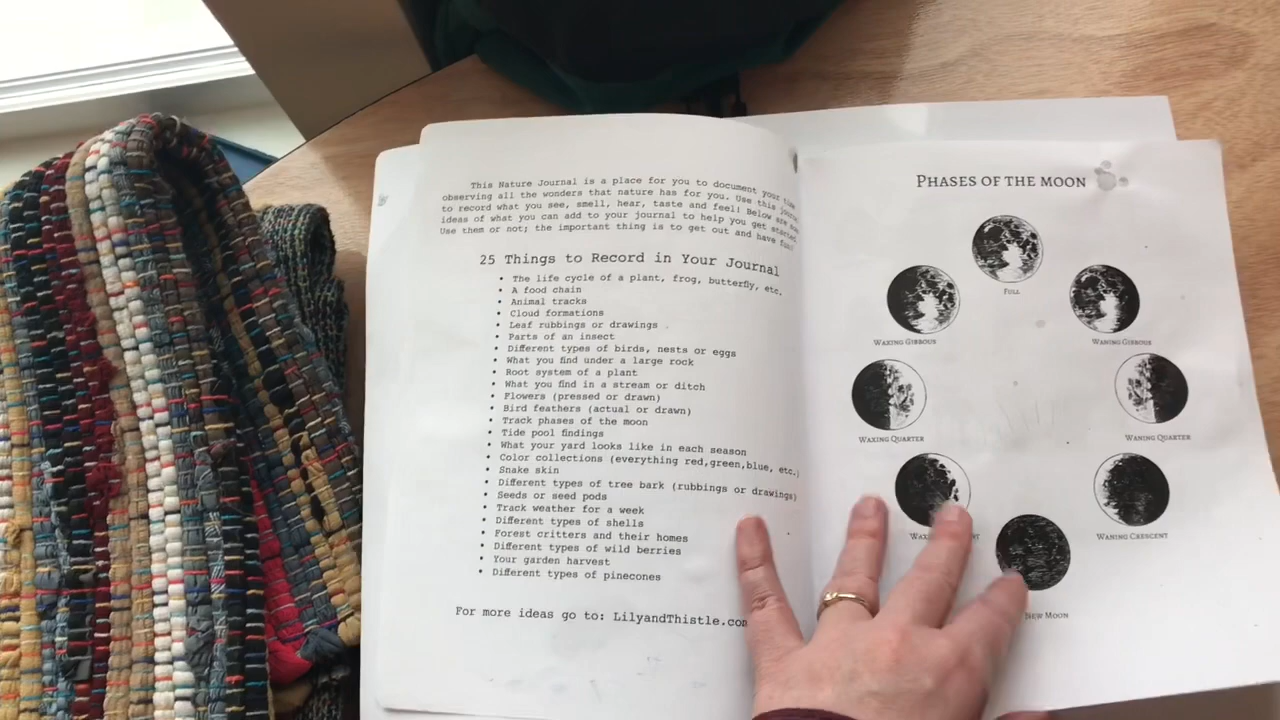 This Nature Journal is a place for you to document your time
observing all the wonders that nature has for you. Use this journal
to record what you see, smell, hear, taste and feel! Below are some
ideas of what you can add to your journal to help you get started.
Use them or not; the important thing is to get out and have fun!
25 Things to Record in Your Journal
• The life cycle of a plant, frog, butterfly, etc.
• A food chain
• Animal tracks
• Cloud formations
• Leaf rubbings or drawings
• Parts of an insect
• Different types of birds, nests or eggs
• What you find under a large rock
• Root system of a plant
• What you find in a stream or ditch
• Flowers (pressed or drawn)
• Bird feathers (actual or drawn)
• Track phases of the moon
• Tide pool findings
• What your yard looks like in each season
• Color collections (everything red,green,blue, etc.)
• Snake skin
• Different types of tree bark (rubbings or drawings)
• Seeds or seed pods
• Track weather for a week
• Different types of shells
• Forest critters and their homes
• Different types of wild berries
• Your garden harvest
• Different types of pinecones
For more ideas go to: LilyandThistle.com
PHASES OF THE MOON
FULL
WAXING GIBBOUS
WANING GIBBOUS
WAXING QUARTER
WANING QUARTER
WANING CRESCENT
NEW MOON